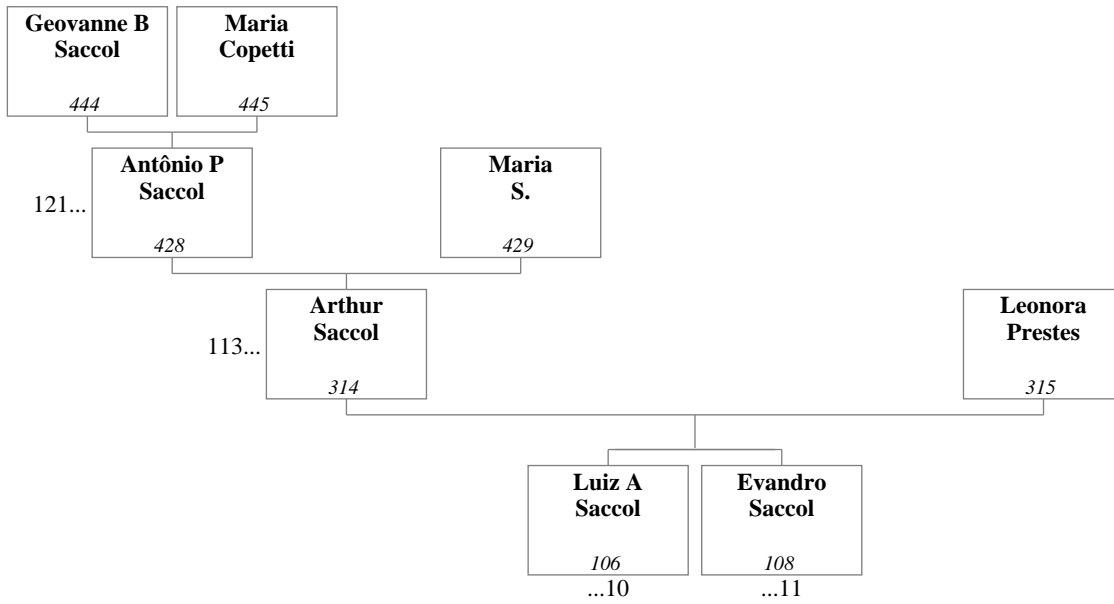 Geovanne B
Saccol
444
Maria
Copetti
445
121...
Antônio P
Saccol
428
Maria
S.
429
113...
Arthur
Saccol
314
Leonora
Prestes
315
Luiz A
Saccol
106
...10
Evandro
Saccol
108
...11